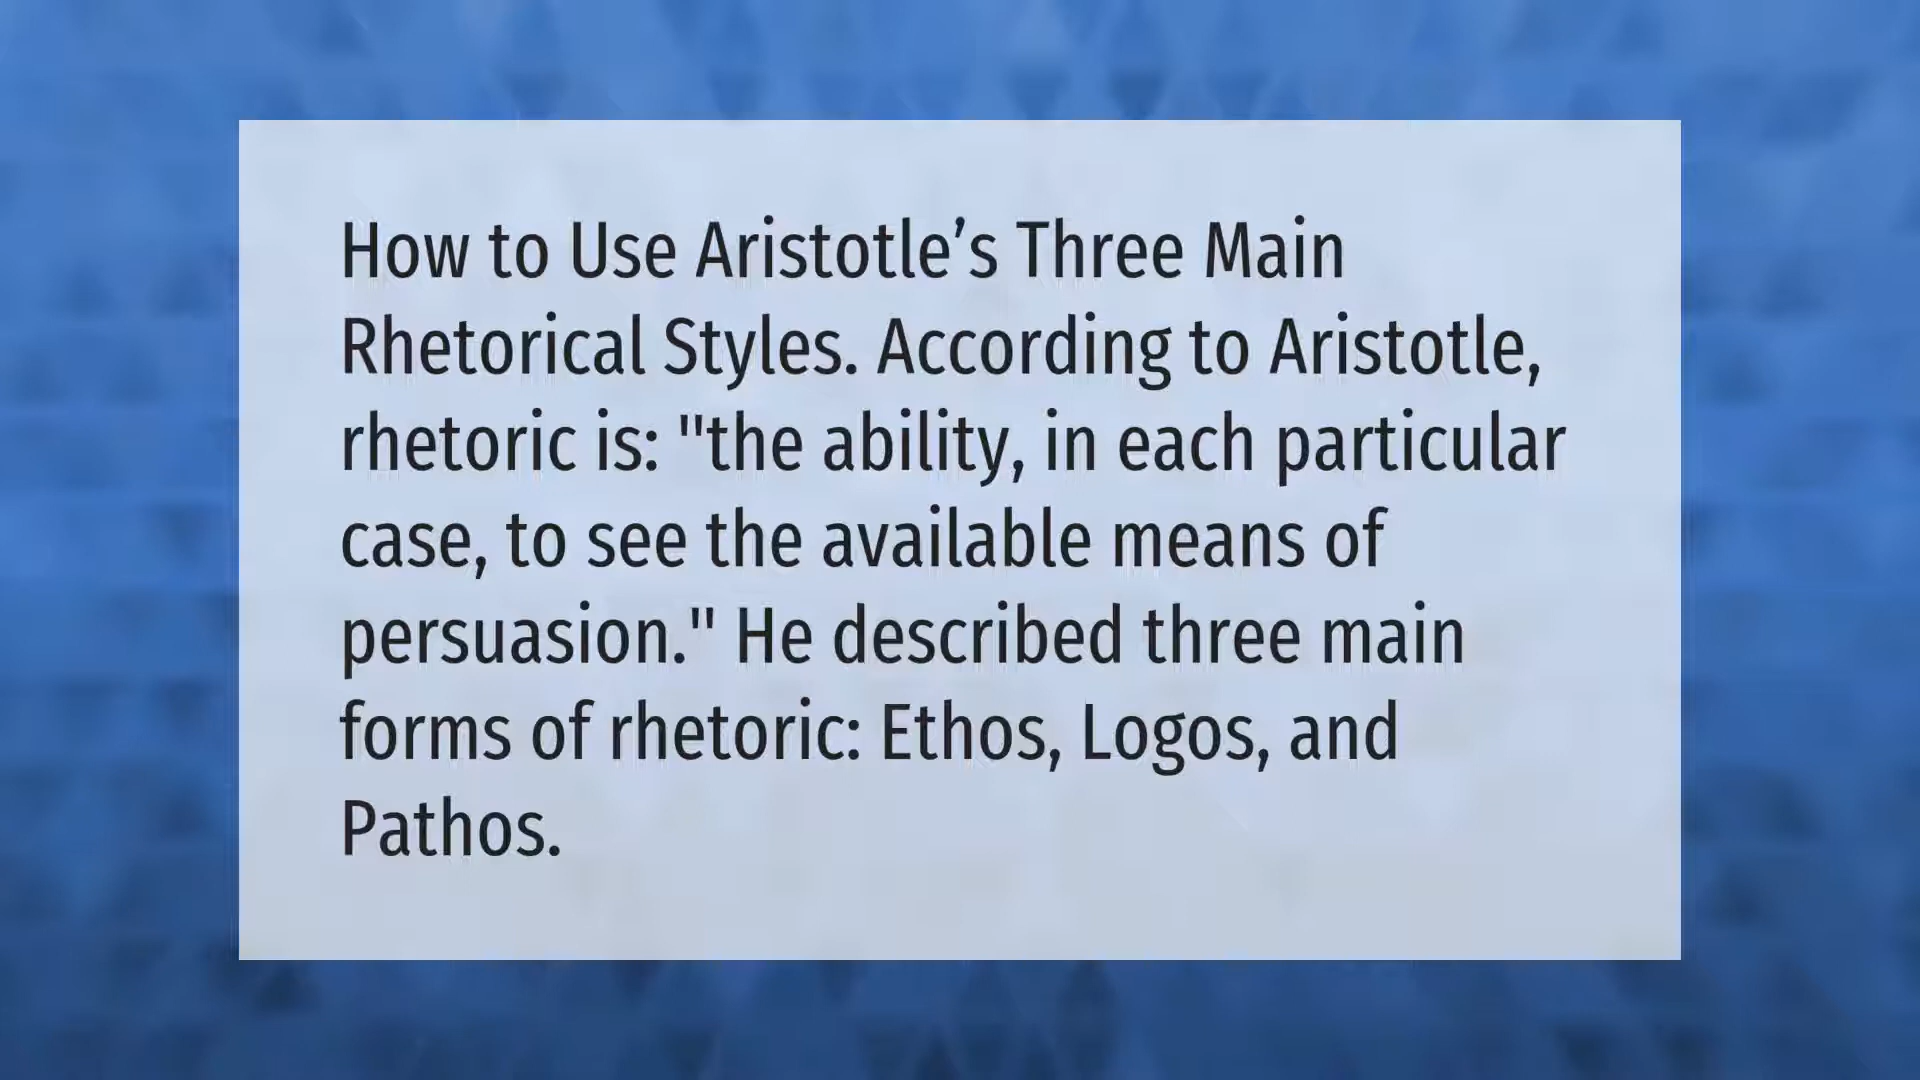 How to Use Aristotle’s Three Main
Rhetorical Styles. According to Aristotle,
rhetoric is: "the ability, in each particular
case, to see the available means of
persuasion." He described three main
forms of rhetoric: Ethos, Logos, and
Pathos.